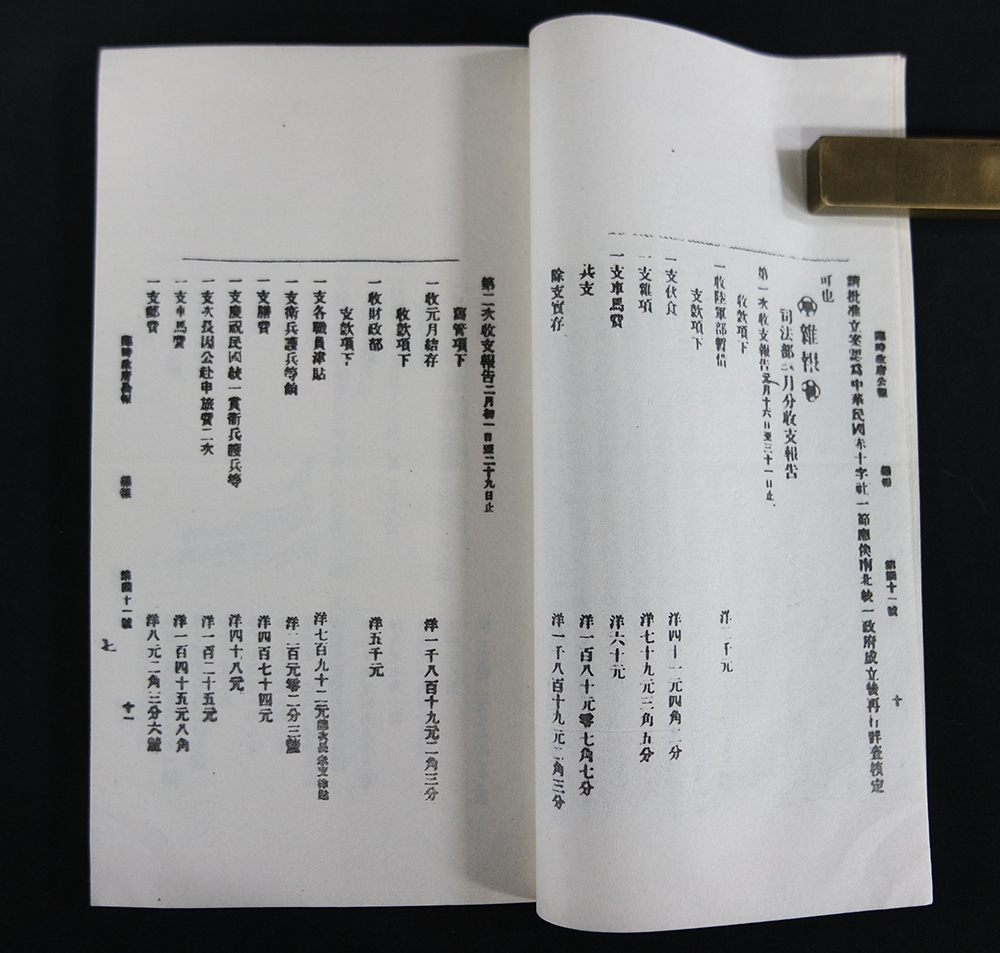 臨時政府公報 雜報 第四十一號 十
請批准立案認爲中華民國赤十字社一節應俟南北統一政府成立後再行詳查核定
可也
雜報
司法部二月分收支報告
第一次收支報告元月十六日至三十一日止
收款項下
一收陸軍部暫借 洋二千元
支款項下
一支伙食 洋四十一元四角二分
一支雜項 洋七十九元三角五分
一支車馬費 洋六十元
共支 洋一百八十元零七角七分
除支實存 洋一千八百十九元二角三分
第二次收支報告二月初一日至二十九日止
舊管項下
一收元月結存 洋一千八百十九元二角三分
收款項下
一收財政部 洋五千元
支款項下
一支各職員津貼 洋七百九十二元
一支衛兵護兵等餉 洋二百元零二分三釐
一支膳費 洋四百七十四元
一支慶祝民國統一賞衛兵護兵等 洋四十八元
一支次長因公赴申旅費二次 洋一百二十五元
一支車馬費 洋一百四十五元八角
一支郵費 洋八元二角三分六釐
臨時政府公報 雜報 第四十一號 十一
七